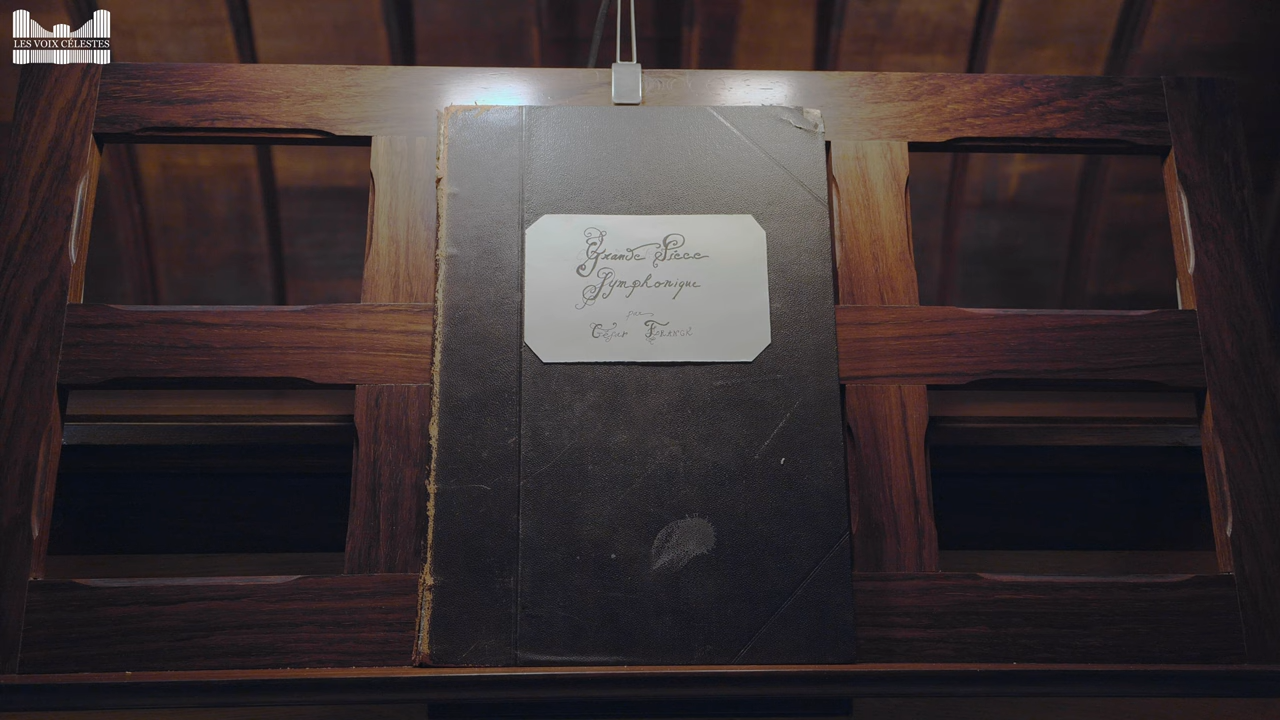 LES VOIX CÉLESTES
Grande Pièce
Symphonique
par
César Franck